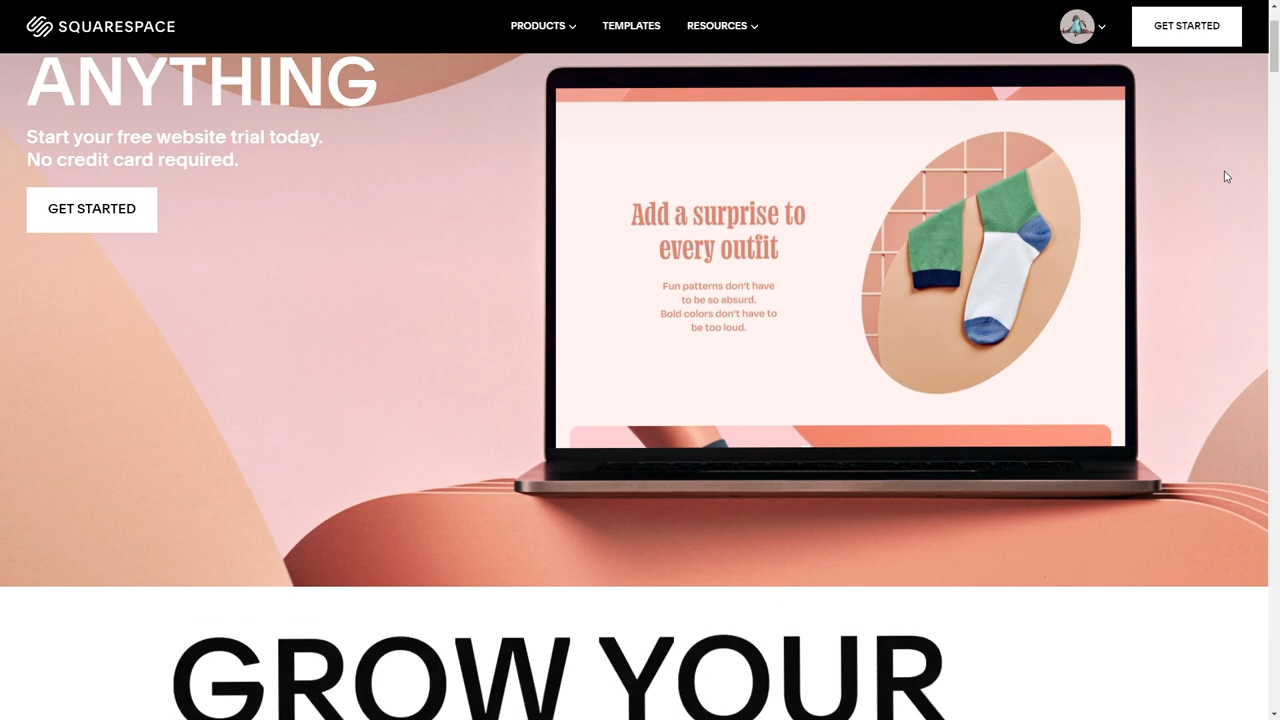 SQUARESPACE
PRODUCTS
TEMPLATES
RESOURCES
GET STARTED
ANYTHING
Start your free website trial today.
No credit card required.
GET STARTED
Add a surprise to
every outfit
Fun patterns don't have
to be so absurd.
Bold colors don't have to
be too loud.
GROW YOUR